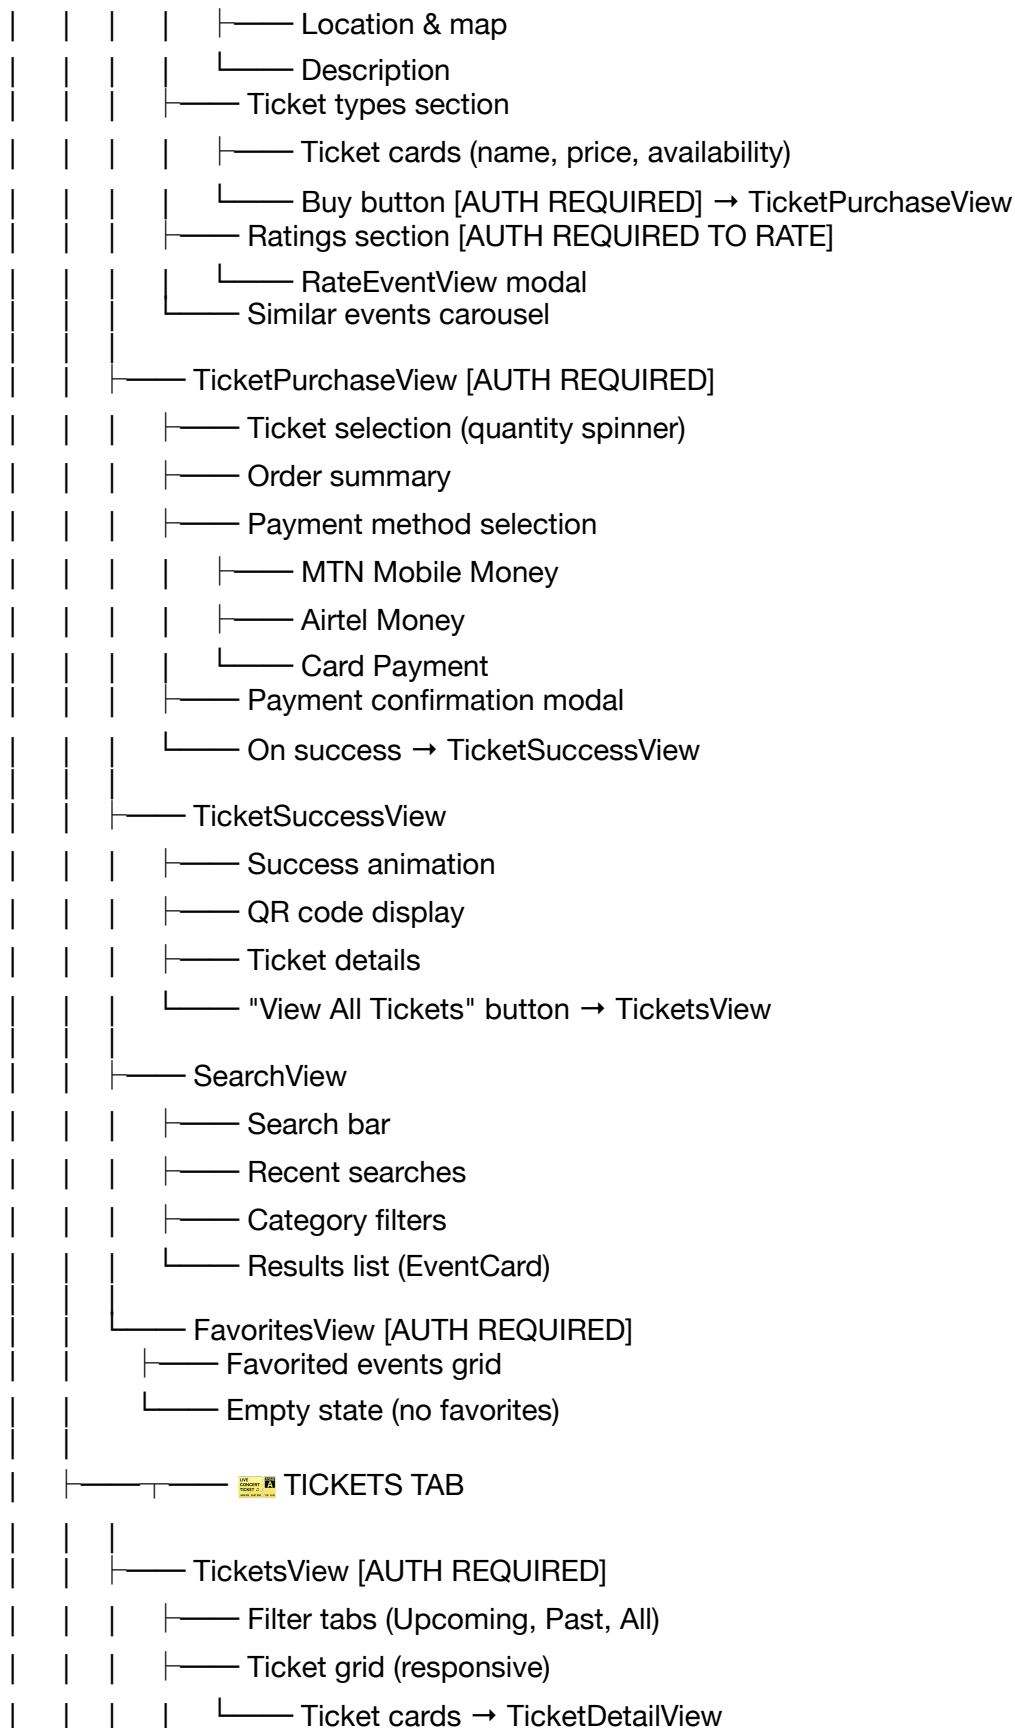 Location & map
Description
Ticket types section
Ticket cards (name, price, availability)
Buy button [AUTH REQUIRED] → TicketPurchaseView
Ratings section [AUTH REQUIRED TO RATE]
RateEventView modal
Similar events carousel
TicketPurchaseView [AUTH REQUIRED]
Ticket selection (quantity spinner)
Order summary
Payment method selection
MTN Mobile Money
Airtel Money
Card Payment
Payment confirmation modal
On success → TicketSuccessView
TicketSuccessView
Success animation
QR code display
Ticket details
"View All Tickets" button → TicketsView
SearchView
Search bar
Recent searches
Category filters
Results list (EventCard)
FavoritesView [AUTH REQUIRED]
Favorited events grid
Empty state (no favorites)
🎫 TICKETS TAB
TicketsView [AUTH REQUIRED]
Filter tabs (Upcoming, Past, All)
Ticket grid (responsive)
Ticket cards → TicketDetailView